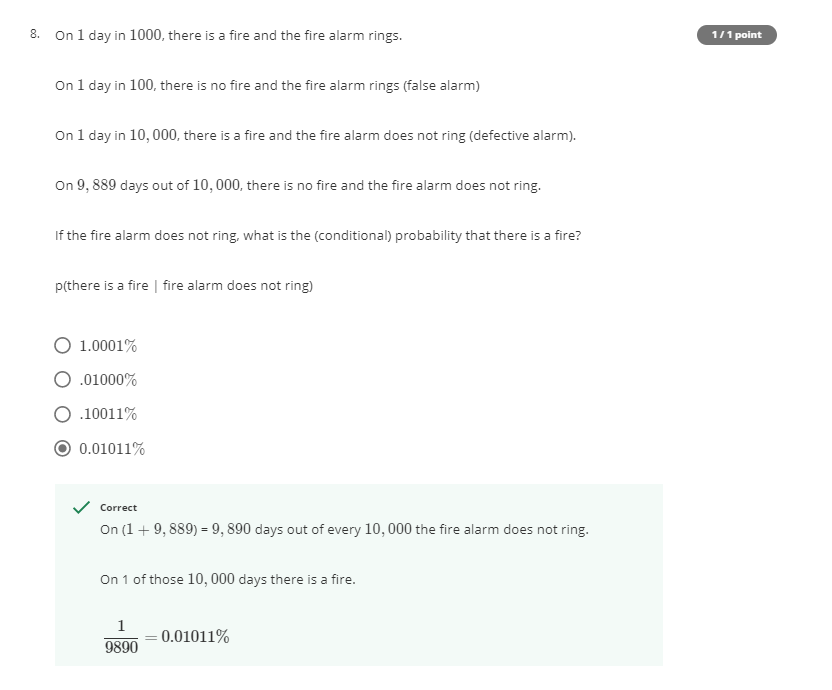 8. On 1 day in 1000, there is a fire and the fire alarm rings.
1 / 1 point
On 1 day in 100, there is no fire and the fire alarm rings (false alarm)
On 1 day in 10, 000, there is a fire and the fire alarm does not ring (defective alarm).
On 9, 889 days out of 10, 000, there is no fire and the fire alarm does not ring.
If the fire alarm does not ring, what is the (conditional) probability that there is a fire?
p(there is a fire | fire alarm does not ring)
1.0001%
.01000%
.10011%
0.01011%
Correct
On (1 + 9, 889) = 9, 890 days out of every 10, 000 the fire alarm does not ring.
On 1 of those 10, 000 days there is a fire.
1
9890
= 0.01011%